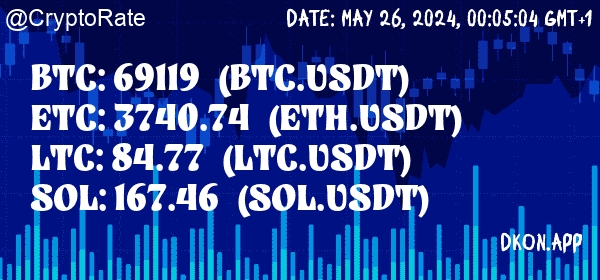 @CryptoRate
DATE: MAY 26, 2024, 00:05:04 GMT+1
BTC: 69119 (BTC.USDT)
ETC: 3740.74 (ETH.USDT)
LTC: 84.77 (LTC.USDT)
SOL: 167.46 (SOL.USDT)
DKON.APP